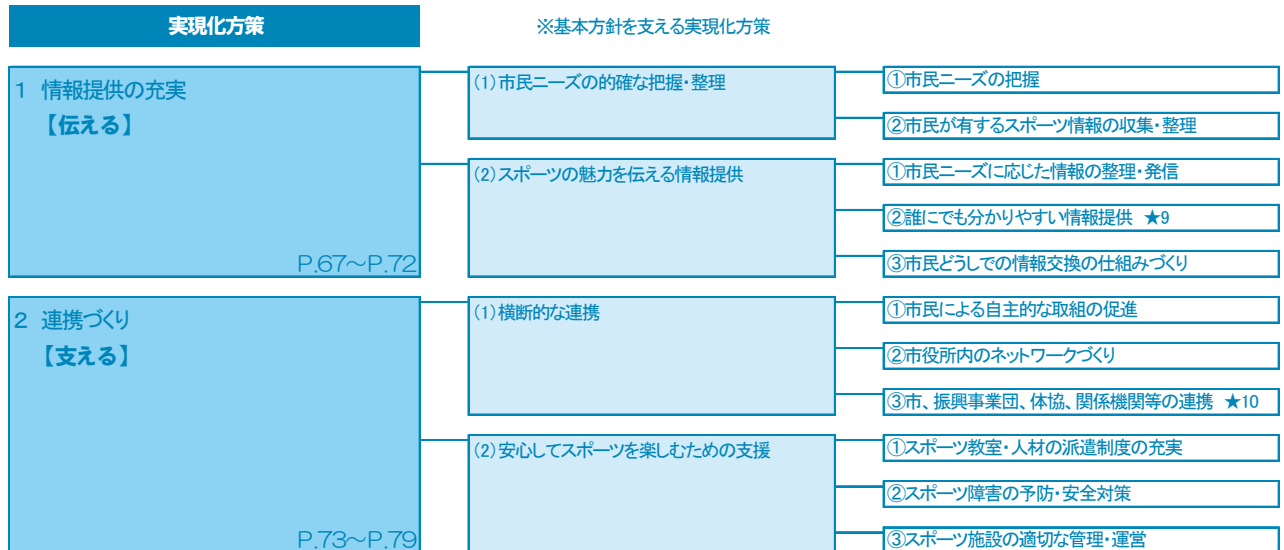 実現化方策
※基本方針を支える実現化方策
1 情報提供の充実
【伝える】
P.67～P.72
(1)市民ニーズの的確な把握・整理
①市民ニーズの把握
②市民が有するスポーツ情報の収集・整理
(2)スポーツの魅力を伝える情報提供
①市民ニーズに応じた情報の整理・発信
②誰にでも分かりやすい情報提供 ★9
③市民どうしでの情報交換の仕組みづくり
2 連携づくり
【支える】
P.73～P.79
(1)横断的な連携
①市民による自主的な取組の促進
②市役所内のネットワークづくり
③市、振興事業団、体協、関係機関等の連携 ★10
(2)安心してスポーツを楽しむための支援
①スポーツ教室・人材の派遣制度の充実
②スポーツ障害の予防・安全対策
③スポーツ施設の適切な管理・運営